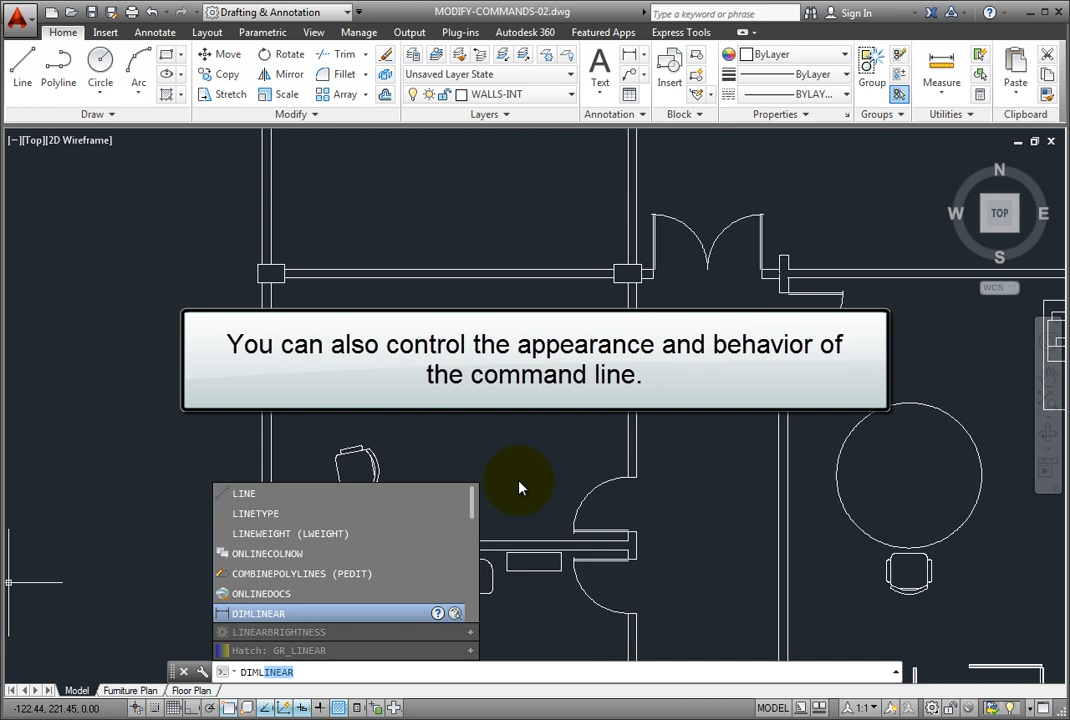 Drafting & Annotation
MODIFY-COMMANDS-02.dwg
Type a keyword or phrase
Sign In
Home Insert Annotate Layout Parametric View Manage Output Plug-ins Autodesk 360 Featured Apps Express Tools
Line
Polyline
Circle
Arc
Move
Rotate
Trim
Copy
Mirror
Fillet
Stretch
Scale
Array
Unsaved Layer State
WALLS-INT
Text
Insert
ByLayer
ByLayer
BYLAY...
Group
Measure
Paste
Draw
Modify
Layers
Annotation
Block
Properties
Groups
Utilities
Clipboard
[−][Top][2D Wireframe]
N
W
TOP
E
S
WCS
You can also control the appearance and behavior of
the command line.
LINE
LINETYPE
LINEWEIGHT (LWEIGHT)
ONLINECOLNOW
COMBINEPOLYLINES (PEDIT)
ONLINEDOCS
DIMLINEAR
LINEARBRIGHTNESS +
Hatch: GR_LINEAR +
DIMLINEAR
Model
Furniture Plan
Floor Plan
-122.44, 221.45, 0.00
MODEL
1:1